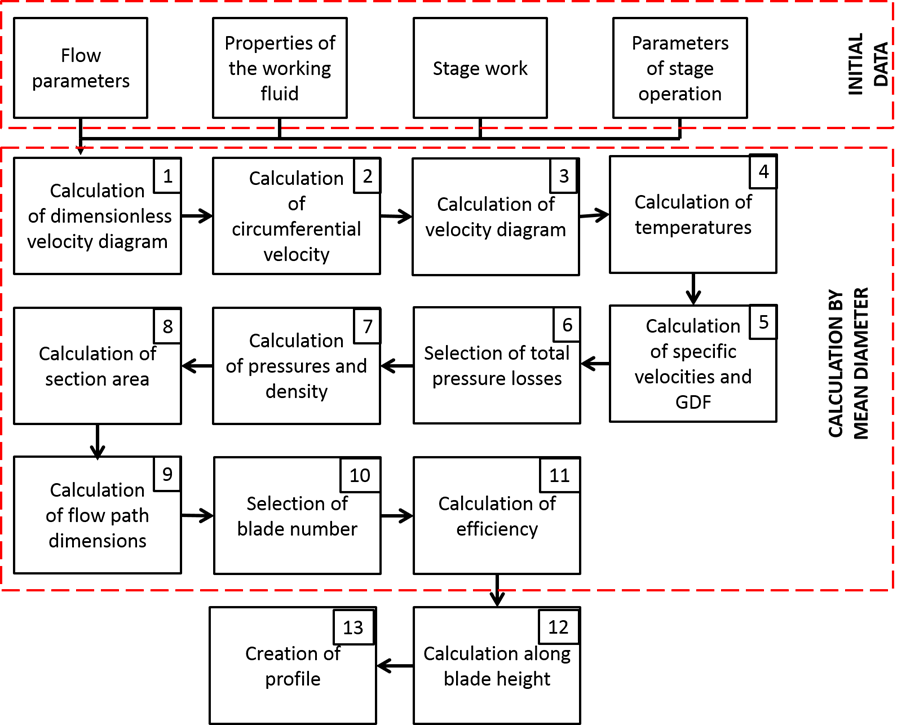 Flow
parameters
Properties of
the working
fluid
Stage work
Parameters
of stage
operation
INITIAL
DATA
1
Calculation
of dimensionless
velocity diagram
2
Calculation
of
circumferential
velocity
3
Calculation of
velocity diagram
4
Calculation of
temperatures
5
Calculation
of specific
velocities and
GDF
6
Selection of total
pressure losses
7
Calculation
of pressures and
density
8
Calculation of
section area
CALCULATION BY
MEAN DIAMETER
9
Calculation
of flow path
dimensions
10
Selection of
blade number
11
Calculation of
efficiency
12
Calculation along
blade height
13
Creation of
profile